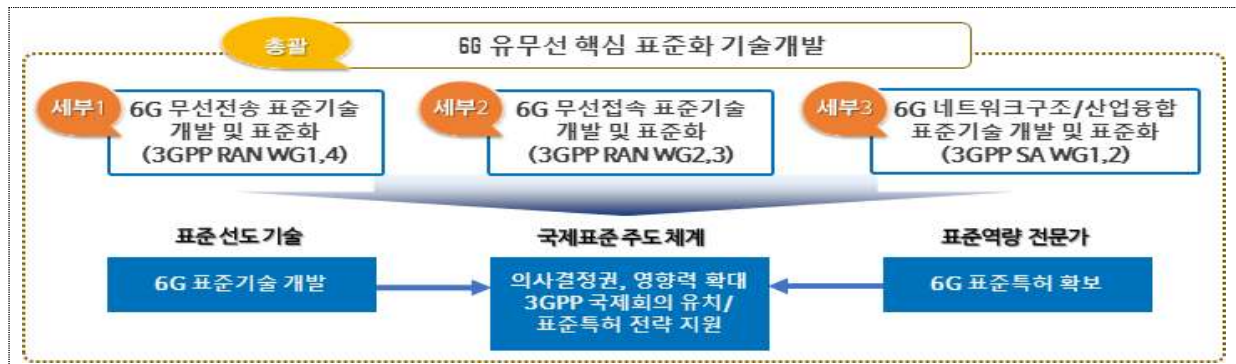 총괄
6G 유무선 핵심 표준화 기술개발
세부1
6G 무선전송 표준기술
개발 및 표준화
(3GPP RAN WG1,4)
세부2
6G 무선접속 표준기술
개발 및 표준화
(3GPP RAN WG2,3)
세부3
6G 네트워크구조/산업융합
표준기술 개발 및 표준화
(3GPP SA WG1,2)
표준 선도 기술
6G 표준기술 개발
국제표준 주도 체계
의사결정권, 영향력 확대
3GPP 국제회의 유치/
표준특허 전략 지원
표준역량 전문가
6G 표준특허 확보